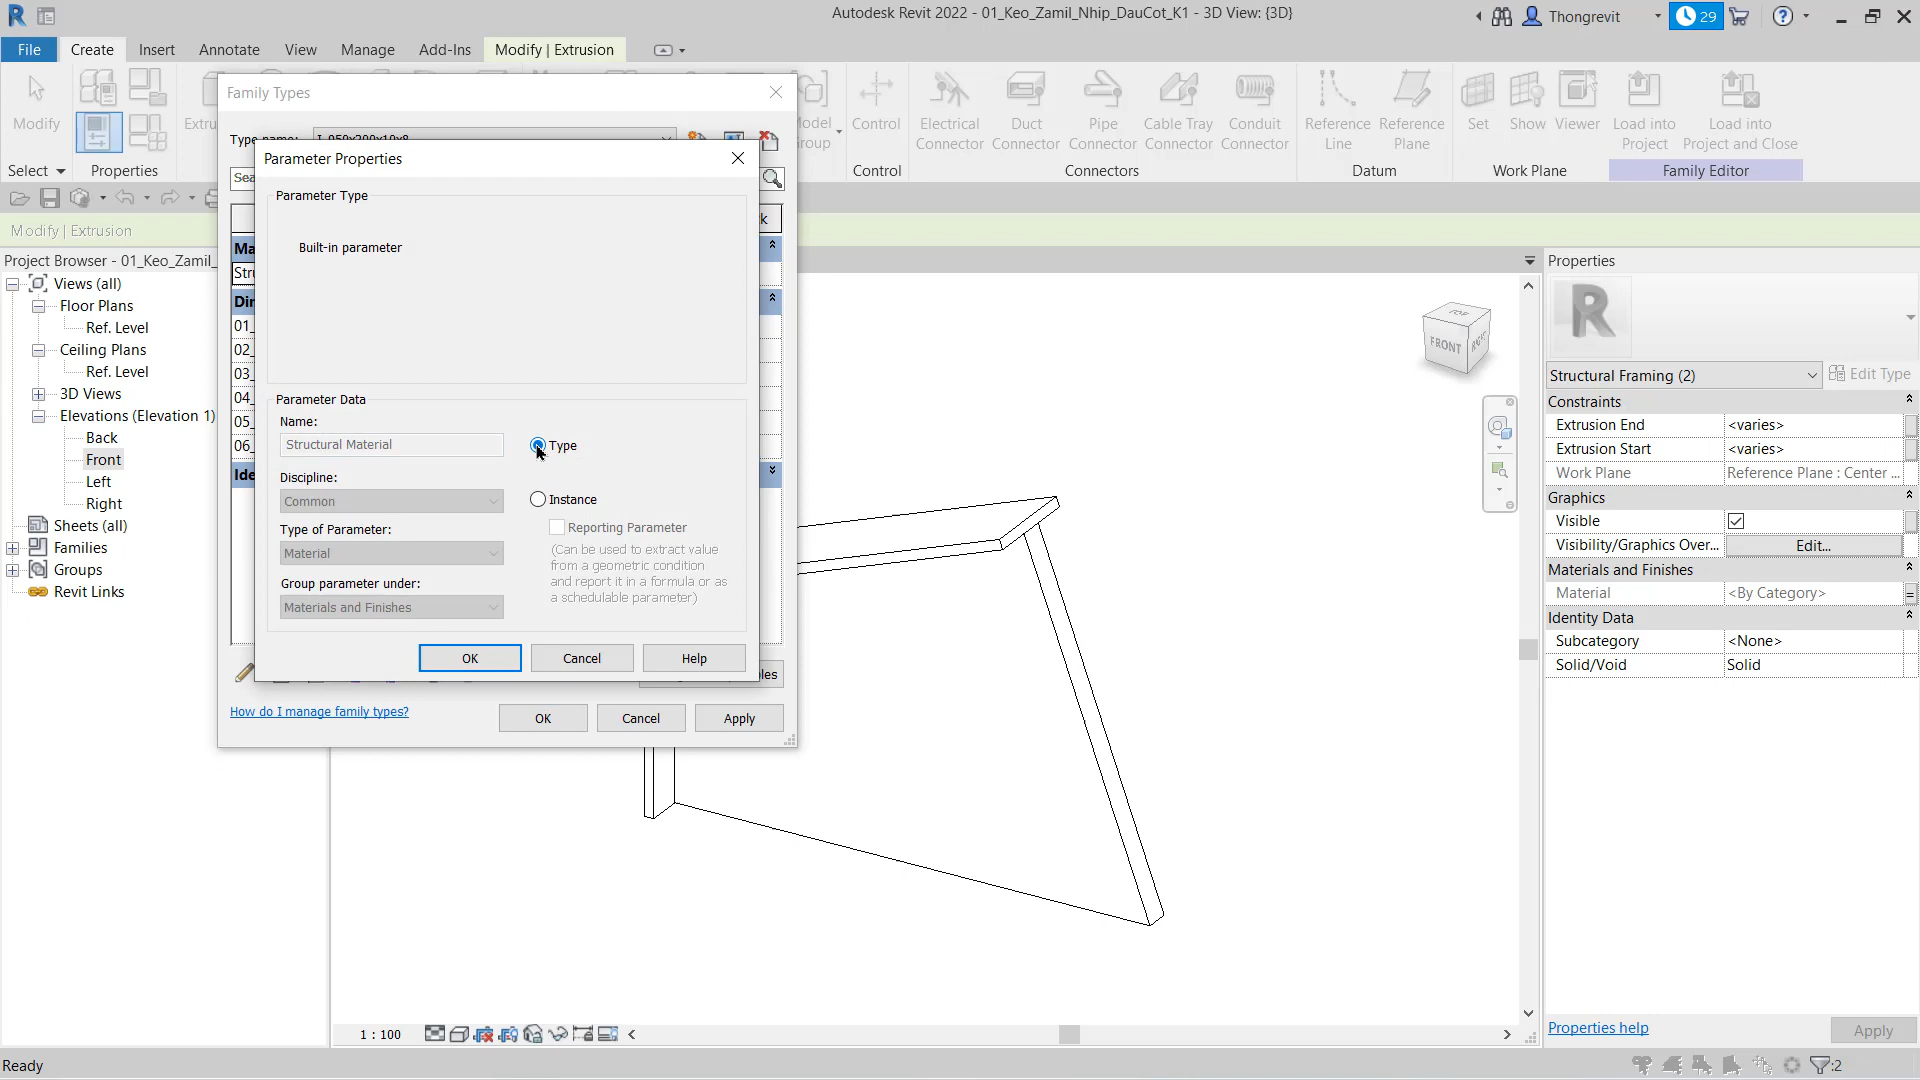 Autodesk Revit 2022 - 01_Keo_Zamil_Nhip_DauCot_K1 - 3D View: {3D}
Thongrevit
29
File Create Insert Annotate View Manage Add-Ins Modify | Extrusion
Modify
Control
Electrical Connector
Duct Connector
Pipe Connector
Cable Tray Connector
Conduit Connector
Reference Line
Reference Plane
Set
Show
Viewer
Load into Project
Load into Project and Close
Select
Properties
Control
Connectors
Datum
Work Plane
Family Editor
Modify | Extrusion
Project Browser - 01_Keo_Zamil_
Views (all)
Floor Plans
Ref. Level
Ceiling Plans
Ref. Level
3D Views
Elevations (Elevation 1)
Back
Front
Left
Right
Sheets (all)
Families
Groups
Revit Links
Family Types
Type name:
Parameter Properties
Parameter Type
Built-in parameter
Parameter Data
Name:
Structural Material
Type
Discipline:
Common
Instance
Reporting Parameter
Type of Parameter:
Material
(Can be used to extract value
from a geometric condition
and report it in a formula or as
a schedulable parameter)
Group parameter under:
Materials and Finishes
OK Cancel Help
How do I manage family types?
OK Cancel Apply
TOP
FRONT
RIGHT
Properties
Structural Framing (2)
Edit Type
Constraints
Extrusion End <varies>
Extrusion Start <varies>
Work Plane Reference Plane : Center ...
Graphics
Visible
Visibility/Graphics Over... Edit...
Materials and Finishes
Material <By Category> =
Identity Data
Subcategory <None>
Solid/Void Solid
Properties help
Apply
1 : 100
Ready
:2